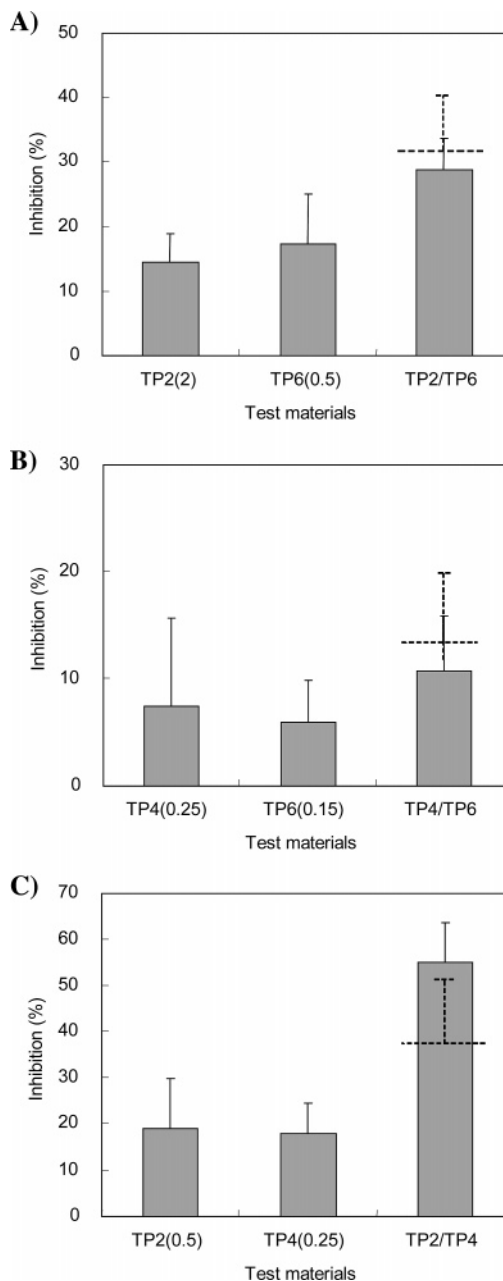 A)
50
40
30
20
10
0
Inhibition (%)
TP2(2) TP6(0.5) TP2/TP6
Test materials
B)
30
20
10
0
Inhibition (%)
TP4(0.25) TP6(0.15) TP4/TP6
Test materials
C)
70
60
50
40
30
20
10
0
Inhibition (%)
TP2(0.5) TP4(0.25) TP2/TP4
Test materials